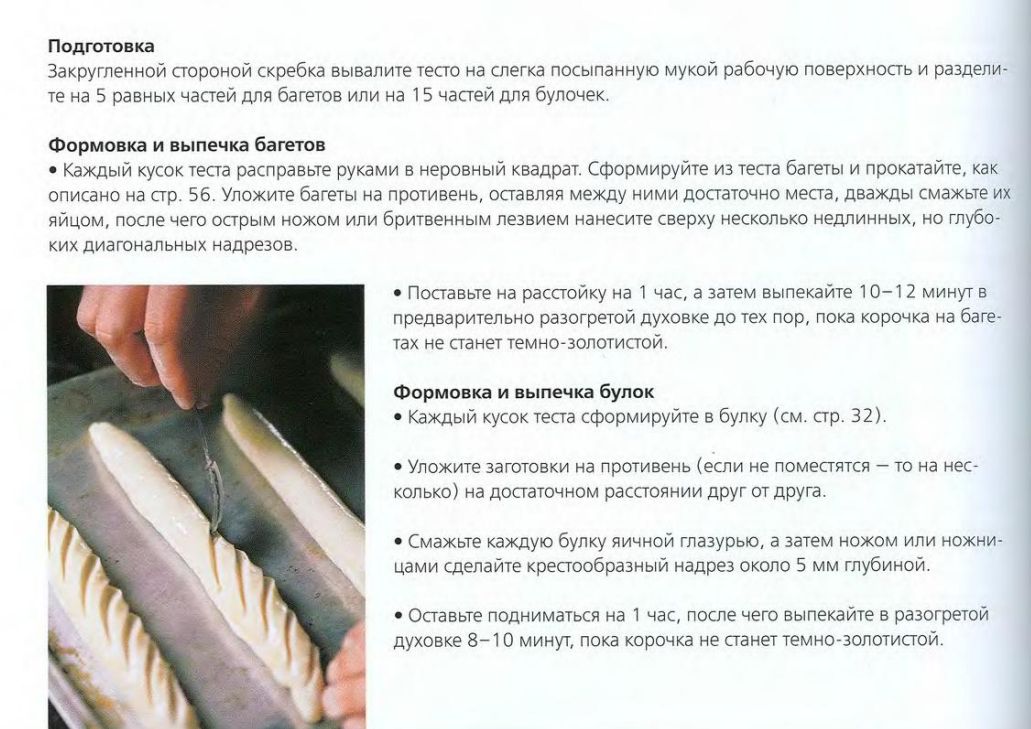 Подготовка
Закругленной стороной скребка вывалите тесто на слегка посыпанную мукой рабочую поверхность и раздели-
те на 5 равных частей для багетов или на 15 частей для булочек.
Формовка и выпечка багетов
• Каждый кусок теста расправьте руками в неровный квадрат. Сформируйте из теста багеты и прокатайте, как
описано на стр. 56. Уложите багеты на противень, оставляя между ними достаточно места, дважды смажьте их
яйцом, после чего острым ножом или бритвенным лезвием нанесите сверху несколько недлинных, но глубо-
ких диагональных надрезов.
• Поставьте на расстойку на 1 час, а затем выпекайте 10–12 минут в
предварительно разогретой духовке до тех пор, пока корочка на баге-
тах не станет темно-золотистой.
Формовка и выпечка булок
• Каждый кусок теста сформируйте в булку (см. стр. 32).
• Уложите заготовки на противень (если не поместятся – то на нес-
колько) на достаточном расстоянии друг от друга.
• Смажьте каждую булку яичной глазурью, а затем ножом или ножни-
цами сделайте крестообразный надрез около 5 мм глубиной.
• Оставьте подниматься на 1 час, после чего выпекайте в разогретой
духовке 8–10 минут, пока корочка не станет темно-золотистой.